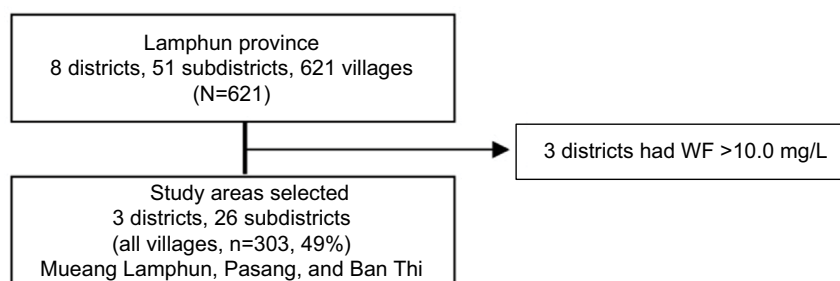 Lamphun province
8 districts, 51 subdistricts, 621 villages
(N=621)
3 districts had WF >10.0 mg/L
Study areas selected
3 districts, 26 subdistricts
(all villages, n=303, 49%)
Mueang Lamphun, Pasang, and Ban Thi